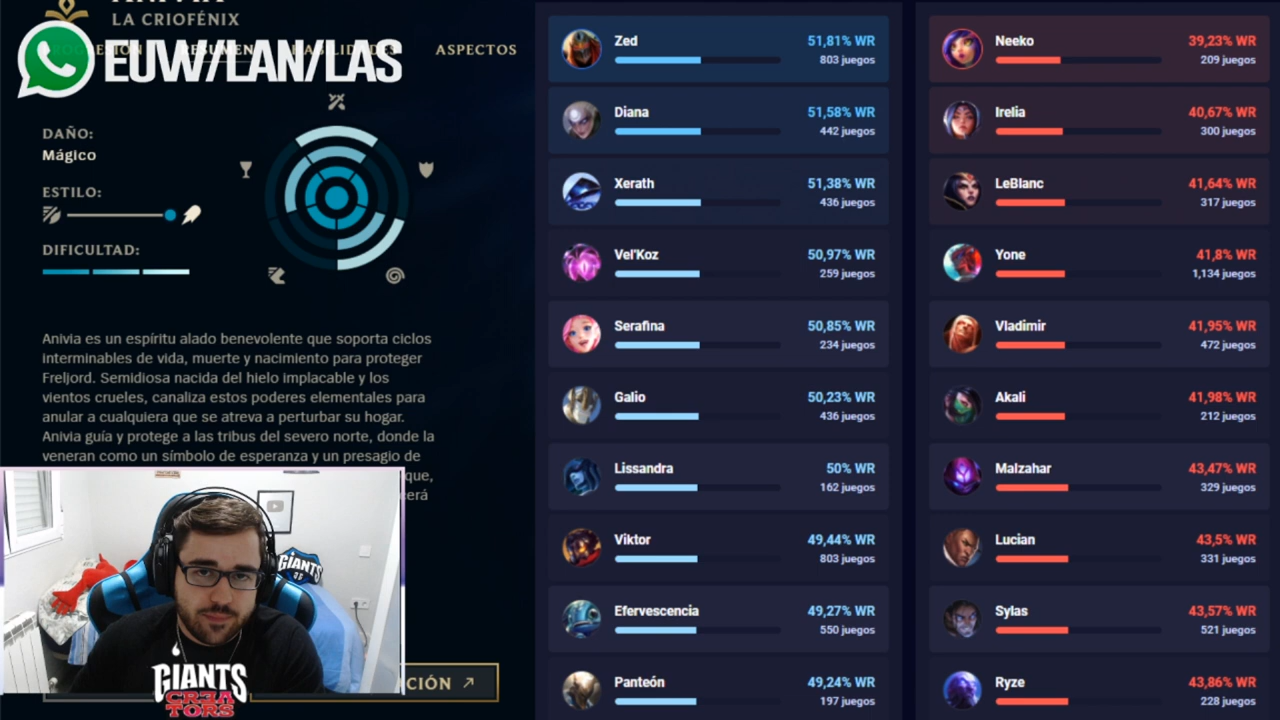 LA CRIOFÉNIX
ASPECTOS
EUW/LAN/LAS
DAÑO:
Mágico
ESTILO:
DIFICULTAD:
Anivia es un espíritu alado benevolente que soporta ciclos
interminables de vida, muerte y nacimiento para proteger
Freljord. Semidiosa nacida del hielo implacable y los
vientos crueles, canaliza estos poderes elementales para
anular a cualquiera que se atreva a perturbar su hogar.
Anivia guía y protege a las tribus del severo norte, donde la
veneran como un símbolo de esperanza y un presagio de
que,
GIANTS
GIANTS
CREA
TORS
CIÓN
Zed
51,81% WR
803 juegos
Diana
51,58% WR
442 juegos
Xerath
51,38% WR
436 juegos
Vel'Koz
50,97% WR
259 juegos
Serafina
50,85% WR
234 juegos
Galio
50,23% WR
436 juegos
Lissandra
50% WR
162 juegos
Viktor
49,44% WR
803 juegos
Efervescencia
49,27% WR
550 juegos
Panteón
49,24% WR
197 juegos
Neeko
39,23% WR
209 juegos
Irelia
40,67% WR
300 juegos
LeBlanc
41,64% WR
317 juegos
Yone
41,8% WR
1,134 juegos
Vladimir
41,95% WR
472 juegos
Akali
41,98% WR
212 juegos
Malzahar
43,47% WR
329 juegos
Lucian
43,5% WR
331 juegos
Sylas
43,57% WR
521 juegos
Ryze
43,86% WR
228 juegos